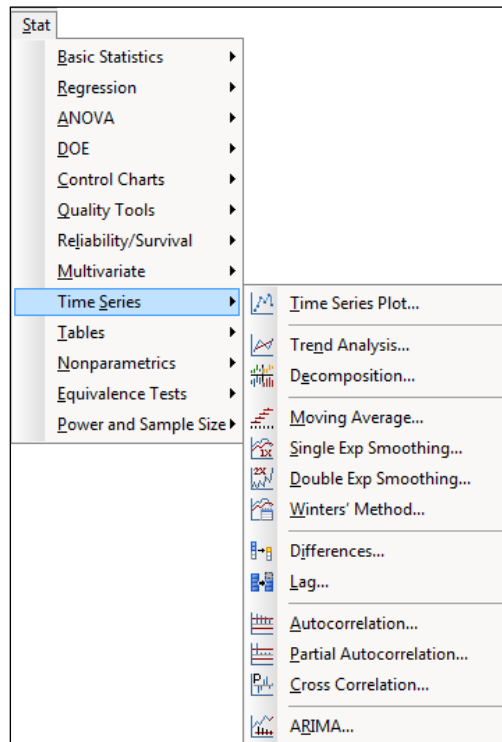 Stat
Basic Statistics
Regression
ANOVA
DOE
Control Charts
Quality Tools
Reliability/Survival
Multivariate
Time Series
Tables
Nonparametrics
Equivalence Tests
Power and Sample Size
Time Series Plot...
Trend Analysis...
Decomposition...
Moving Average...
Single Exp Smoothing...
Double Exp Smoothing...
Winters' Method...
Differences...
Lag...
Autocorrelation...
Partial Autocorrelation...
Cross Correlation...
ARIMA...